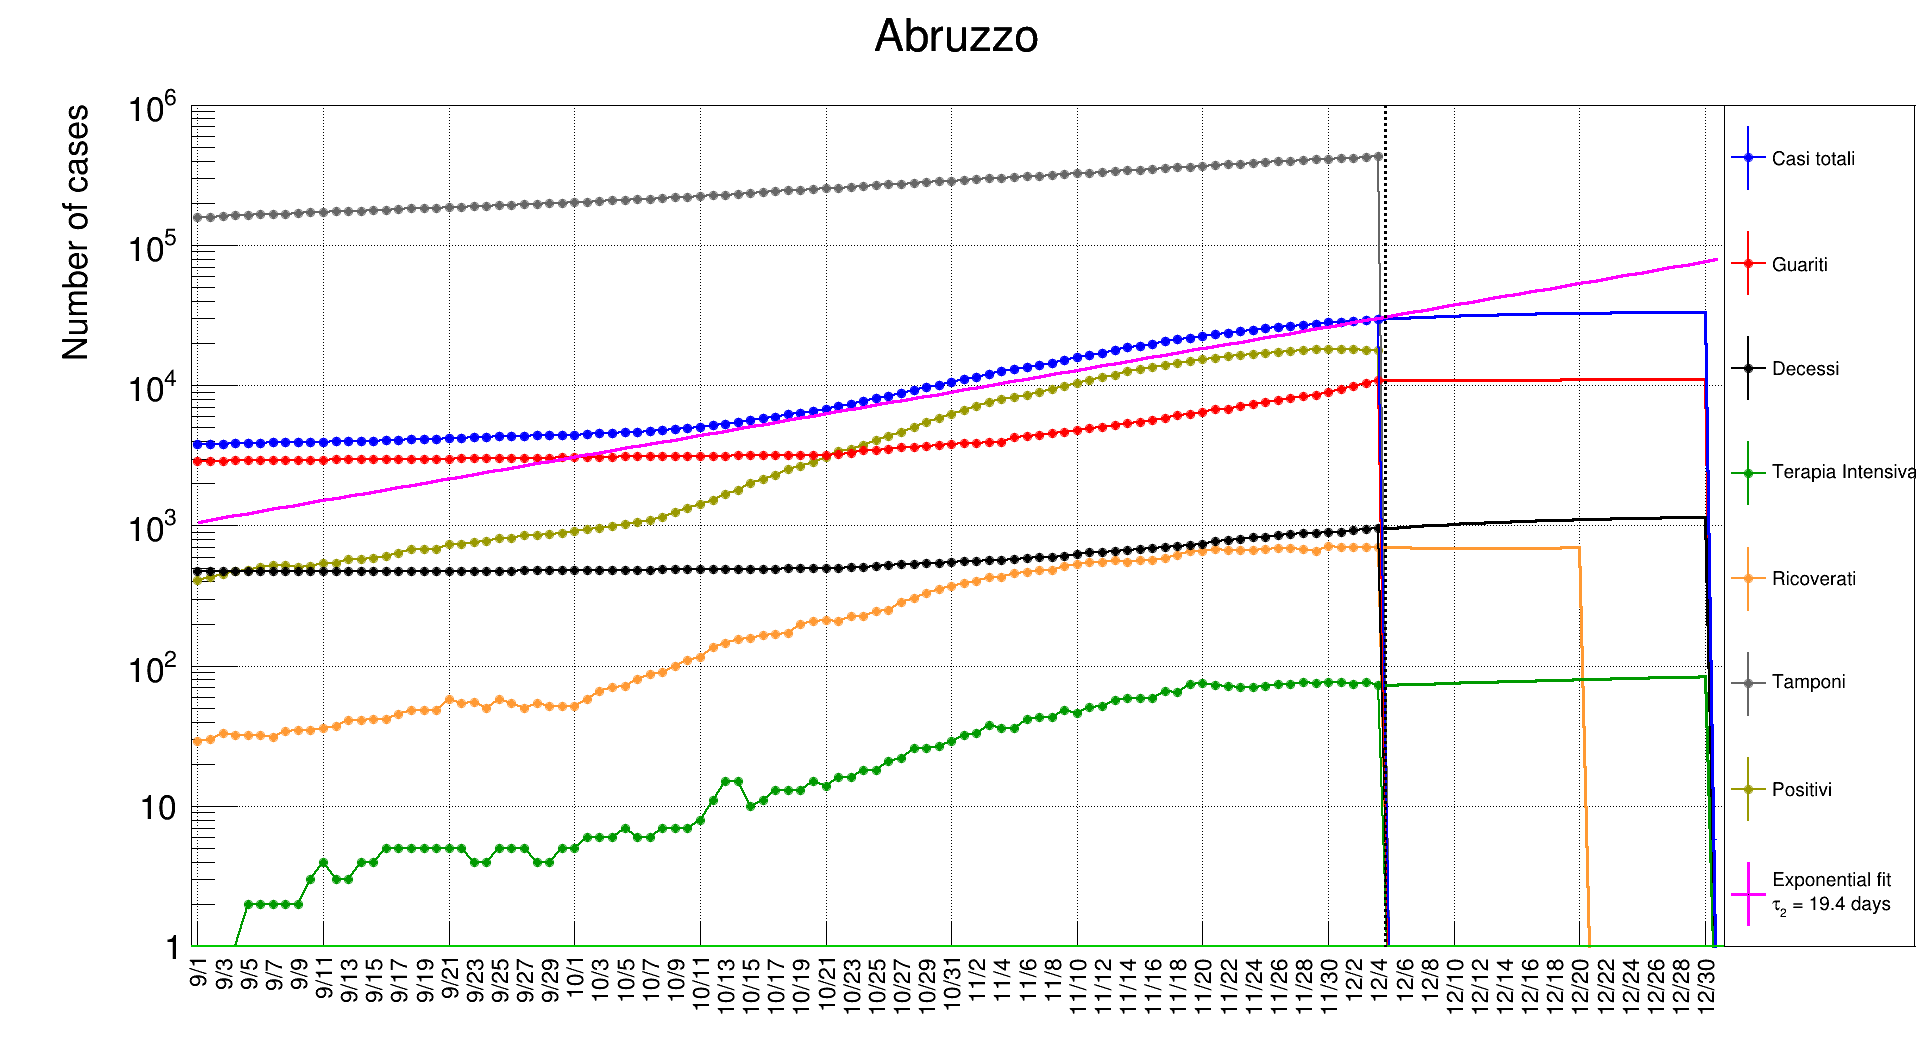 Abruzzo
Number of cases
10^6
10^5
10^4
10^3
10^2
10
1
9/1 9/3 9/5 9/7 9/9 9/11 9/13 9/15 9/17 9/19 9/21 9/23 9/25 9/27 9/29 10/1 10/3 10/5 10/7 10/9 10/11 10/13 10/15 10/17 10/19 10/21 10/23 10/25 10/27 10/29 10/31 11/2 11/4 11/6 11/8 11/10 11/12 11/14 11/16 11/18 11/20 11/22 11/24 11/26 11/28 11/30 12/2 12/4 12/6 12/8 12/10 12/12 12/14 12/16 12/18 12/20 12/22 12/24 12/26 12/28 12/30
Casi totali
Guariti
Decessi
Terapia Intensiva
Ricoverati
Tamponi
Positivi
Exponential fit
τ₂ = 19.4 days